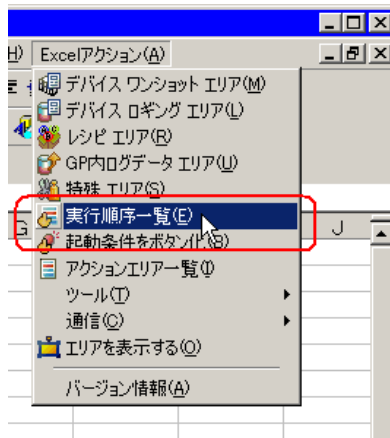 H) Excelアクション(A)
デバイス ワンショット エリア(M)
デバイス ロギング エリア(L)
レシピ エリア(R)
GP内ログデータ エリア(U)
特殊 エリア(S)
実行順序一覧(E)
起動条件をボタン化(B)
アクションエリア一覧(I)
ツール(T)
通信(C)
エリアを表示する(O)
バージョン情報(A)
G J